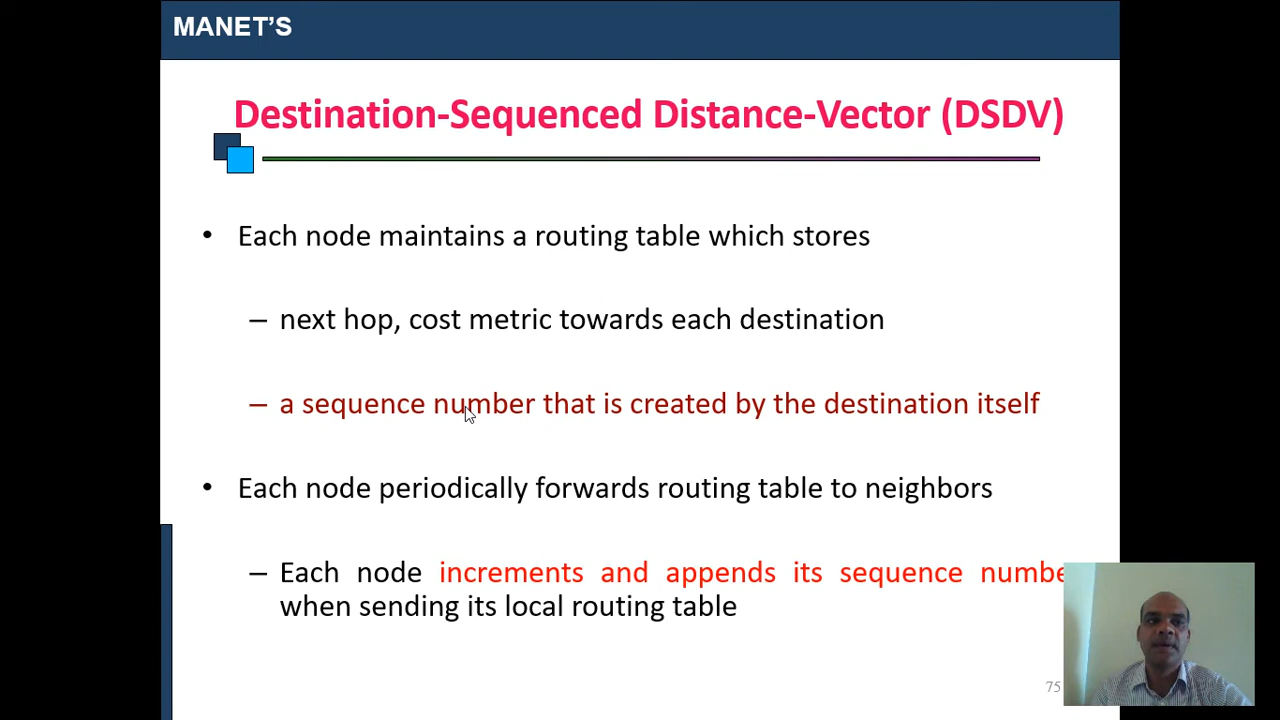 MANET'S
Destination-Sequenced Distance-Vector (DSDV)
• Each node maintains a routing table which stores
– next hop, cost metric towards each destination
– a sequence number that is created by the destination itself
• Each node periodically forwards routing table to neighbors
– Each node increments and appends its sequence numbe
when sending its local routing table
75